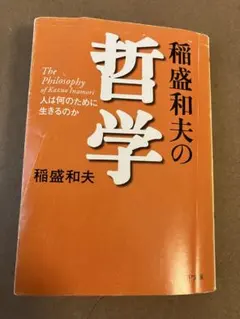 稲盛和夫の
哲学
The
Philosophy
of Kazuo Inamori
人は何のために
生きるのか
稲盛和夫